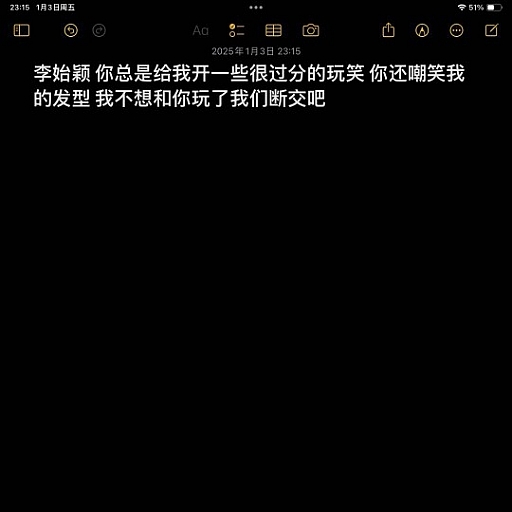 23:15 1月3日周五
51%
Aa
2025年1月3日 23:15
李始颖 你总是给我开一些很过分的玩笑 你还嘲笑我
的发型 我不想和你玩了我们断交吧